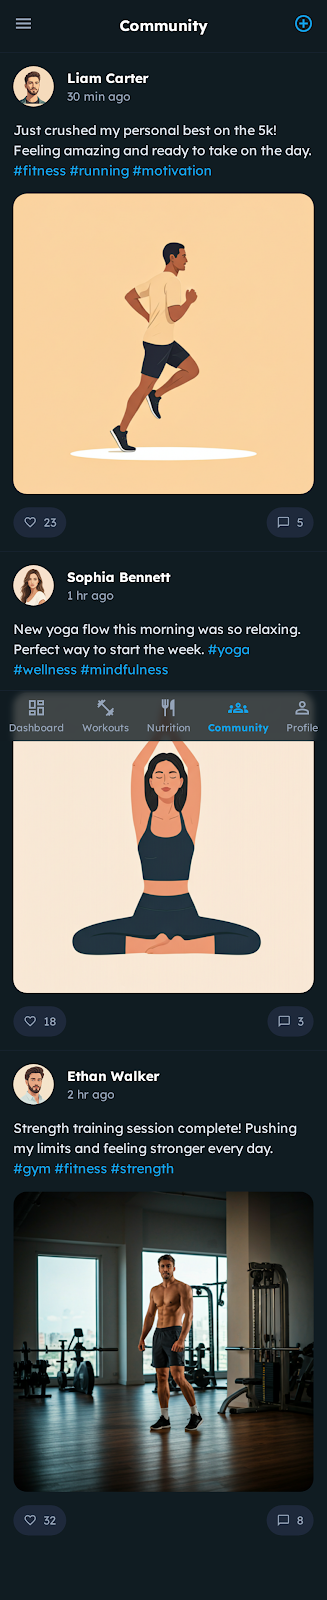 Community
Liam Carter
30 min ago
Just crushed my personal best on the 5k!
Feeling amazing and ready to take on the day.
#fitness #running #motivation
23
5
Sophia Bennett
1 hr ago
New yoga flow this morning was so relaxing.
Perfect way to start the week. #yoga
#wellness #mindfulness
Dashboard Workouts Nutrition Community Profile
18
3
Ethan Walker
2 hr ago
Strength training session complete! Pushing
my limits and feeling stronger every day.
#gym #fitness #strength
32
8